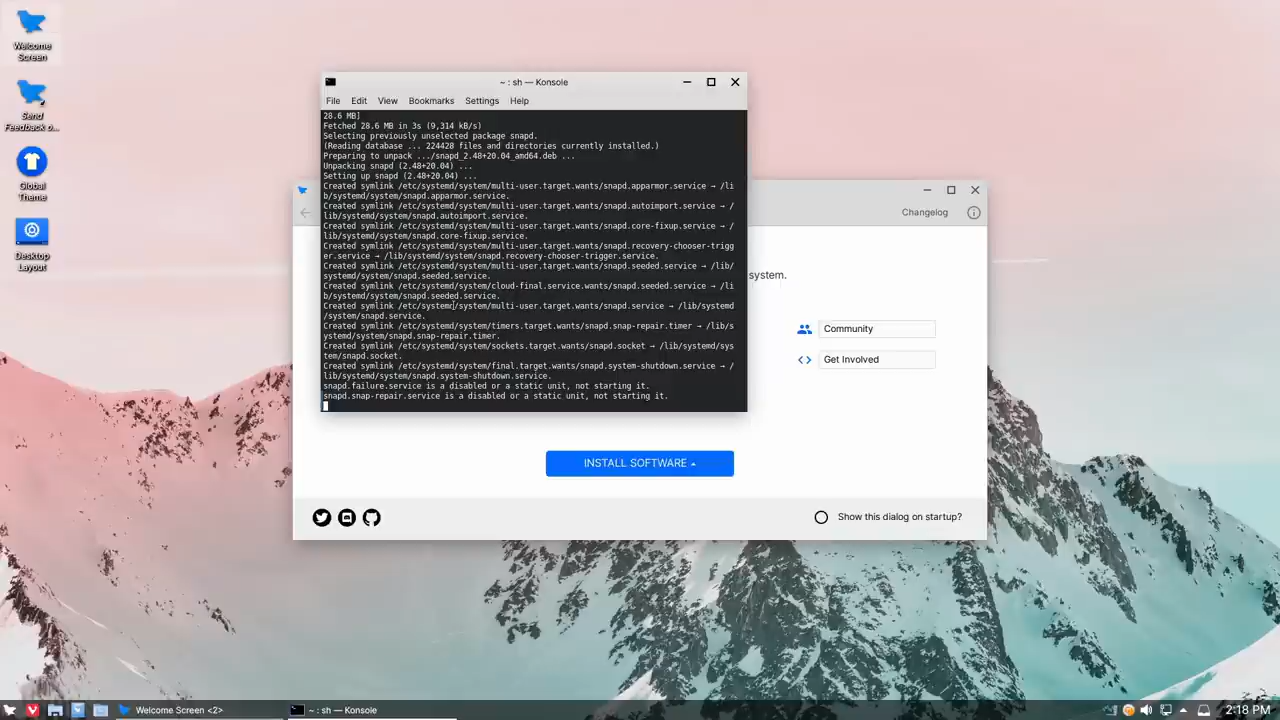 Welcome
Screen
Send
Feedback o...
Global
Theme
Desktop
Layout
~ : sh — Konsole
File Edit View Bookmarks Settings Help
28.6 MB]
Fetched 28.6 MB in 3s (9,314 kB/s)
Selecting previously unselected package snapd.
(Reading database ... 224428 files and directories currently installed.)
Preparing to unpack .../snapd_2.48+20.04_amd64.deb ...
Unpacking snapd (2.48+20.04) ...
Setting up snapd (2.48+20.04) ...
Created symlink /etc/systemd/system/multi-user.target.wants/snapd.apparmor.service → /li
b/systemd/system/snapd.apparmor.service.
Created symlink /etc/systemd/system/multi-user.target.wants/snapd.autoimport.service → /
lib/systemd/system/snapd.autoimport.service.
Created symlink /etc/systemd/system/multi-user.target.wants/snapd.core-fixup.service → /
lib/systemd/system/snapd.core-fixup.service.
Created symlink /etc/systemd/system/multi-user.target.wants/snapd.recovery-chooser-trigg
er.service → /lib/systemd/system/snapd.recovery-chooser-trigger.service.
Created symlink /etc/systemd/system/multi-user.target.wants/snapd.seeded.service → /lib/
systemd/system/snapd.seeded.service.
Created symlink /etc/systemd/system/cloud-final.service.wants/snapd.seeded.service → /li
b/systemd/system/snapd.seeded.service.
Created symlink /etc/systemd/system/multi-user.target.wants/snapd.service → /lib/systemd
/system/snapd.service.
Created symlink /etc/systemd/system/timers.target.wants/snapd.snap-repair.timer → /lib/s
ystemd/system/snapd.snap-repair.timer.
Created symlink /etc/systemd/system/sockets.target.wants/snapd.socket → /lib/systemd/sys
tem/snapd.socket.
Created symlink /etc/systemd/system/final.target.wants/snapd.system-shutdown.service → /
lib/systemd/system/snapd.system-shutdown.service.
snapd.failure.service is a disabled or a static unit, not starting it.
snapd.snap-repair.service is a disabled or a static unit, not starting it.
Changelog
system.
Community
Get Involved
INSTALL SOFTWARE
Show this dialog on startup?
Welcome Screen <2>
~ : sh — Konsole
2:18 PM